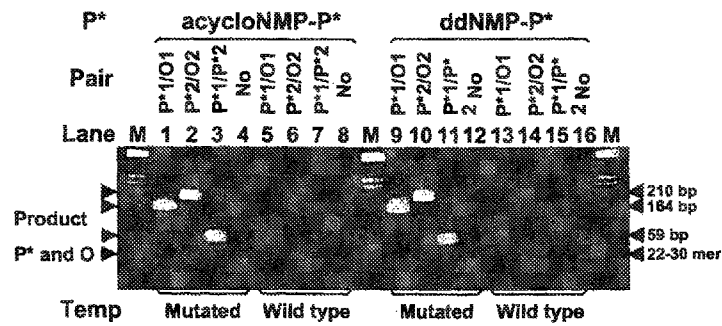 P* acycloNMP-P* ddNMP-P*
Pair P*1/O1 P*2/O2 P*1/P*2 No P*1/O1 P*2/O2 P*1/P*2 No P*1/O1 P*2/O2 P*1/P*2 No P*1/O1 P*2/O2 P*1/P*2 No
Lane M 1 2 3 4 5 6 7 8 M 9 10 11 12 13 14 15 16 M
210 bp
Product 164 bp
59 bp
P* and O 22-30 mer
Temp Mutated Wild type Mutated Wild type